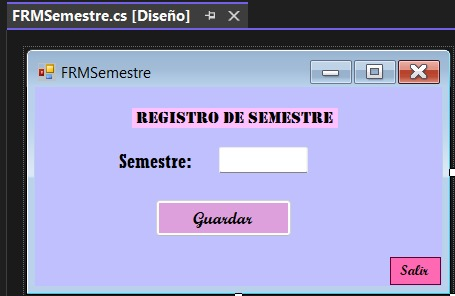 FRMSemestre.cs [Diseño]
FRMSemestre
REGISTRO DE SEMESTRE
Semestre:
Guardar
Salir